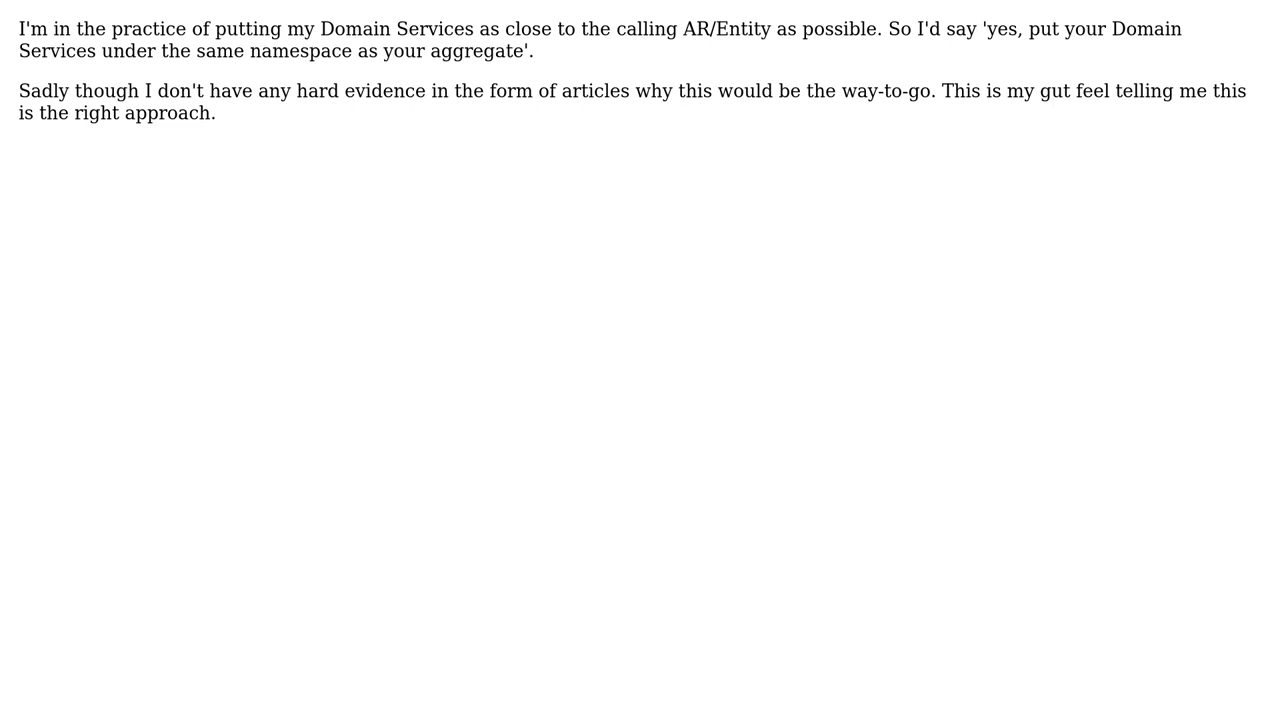 I'm in the practice of putting my Domain Services as close to the calling AR/Entity as possible. So I'd say 'yes, put your Domain
Services under the same namespace as your aggregate'.
Sadly though I don't have any hard evidence in the form of articles why this would be the way-to-go. This is my gut feel telling me this
is the right approach.